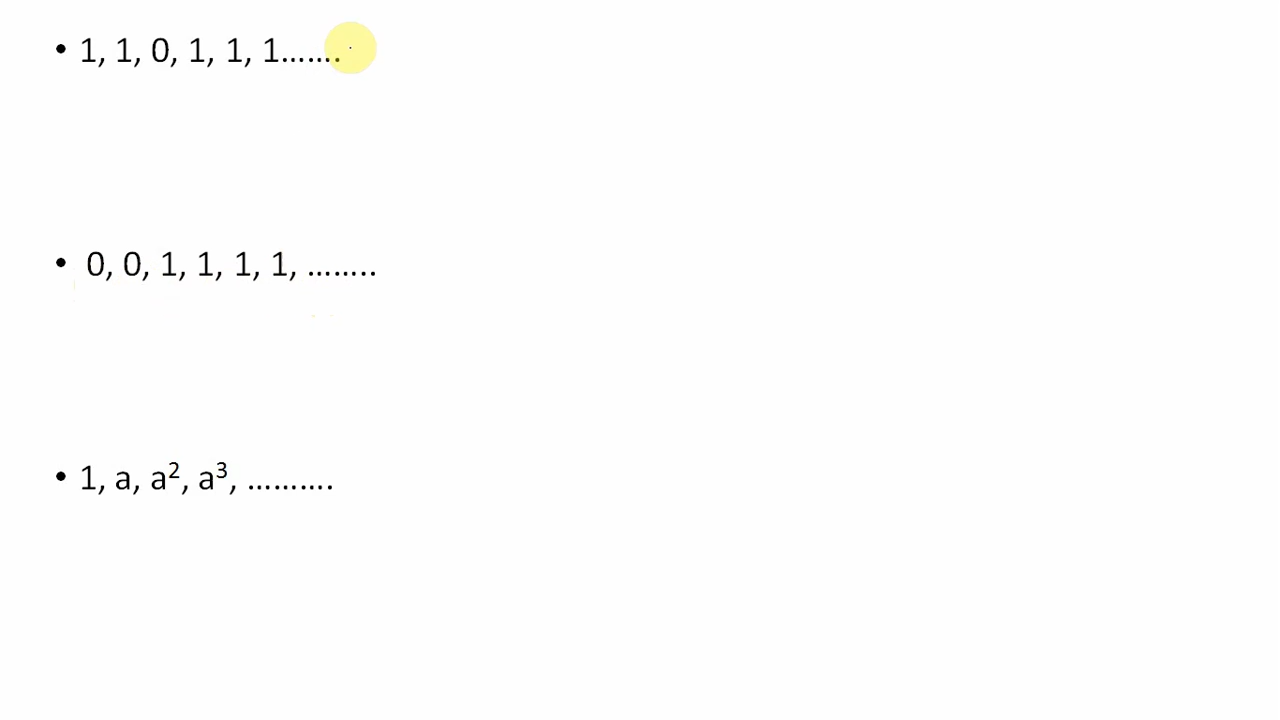 • 1, 1, 0, 1, 1, 1…….
• 0, 0, 1, 1, 1, 1, ……..
• 1, a, a², a³, ……….